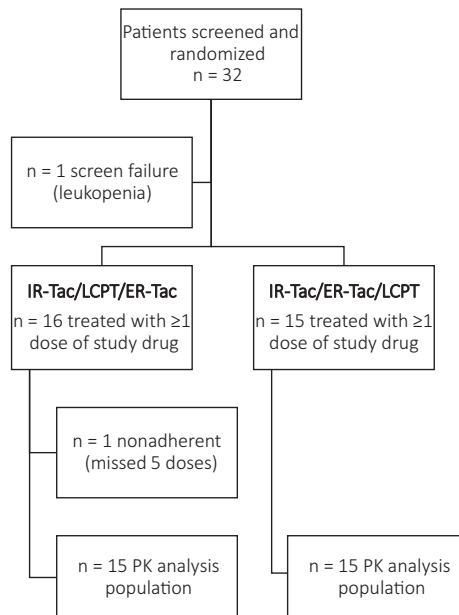 Patients screened and
randomized
n = 32
n = 1 screen failure
(leukopenia)
IR-Tac/LCPT/ER-Tac
n = 16 treated with ≥1
dose of study drug
IR-Tac/ER-Tac/LCPT
n = 15 treated with ≥1
dose of study drug
n = 1 nonadherent
(missed 5 doses)
n = 15 PK analysis
population
n = 15 PK analysis
population